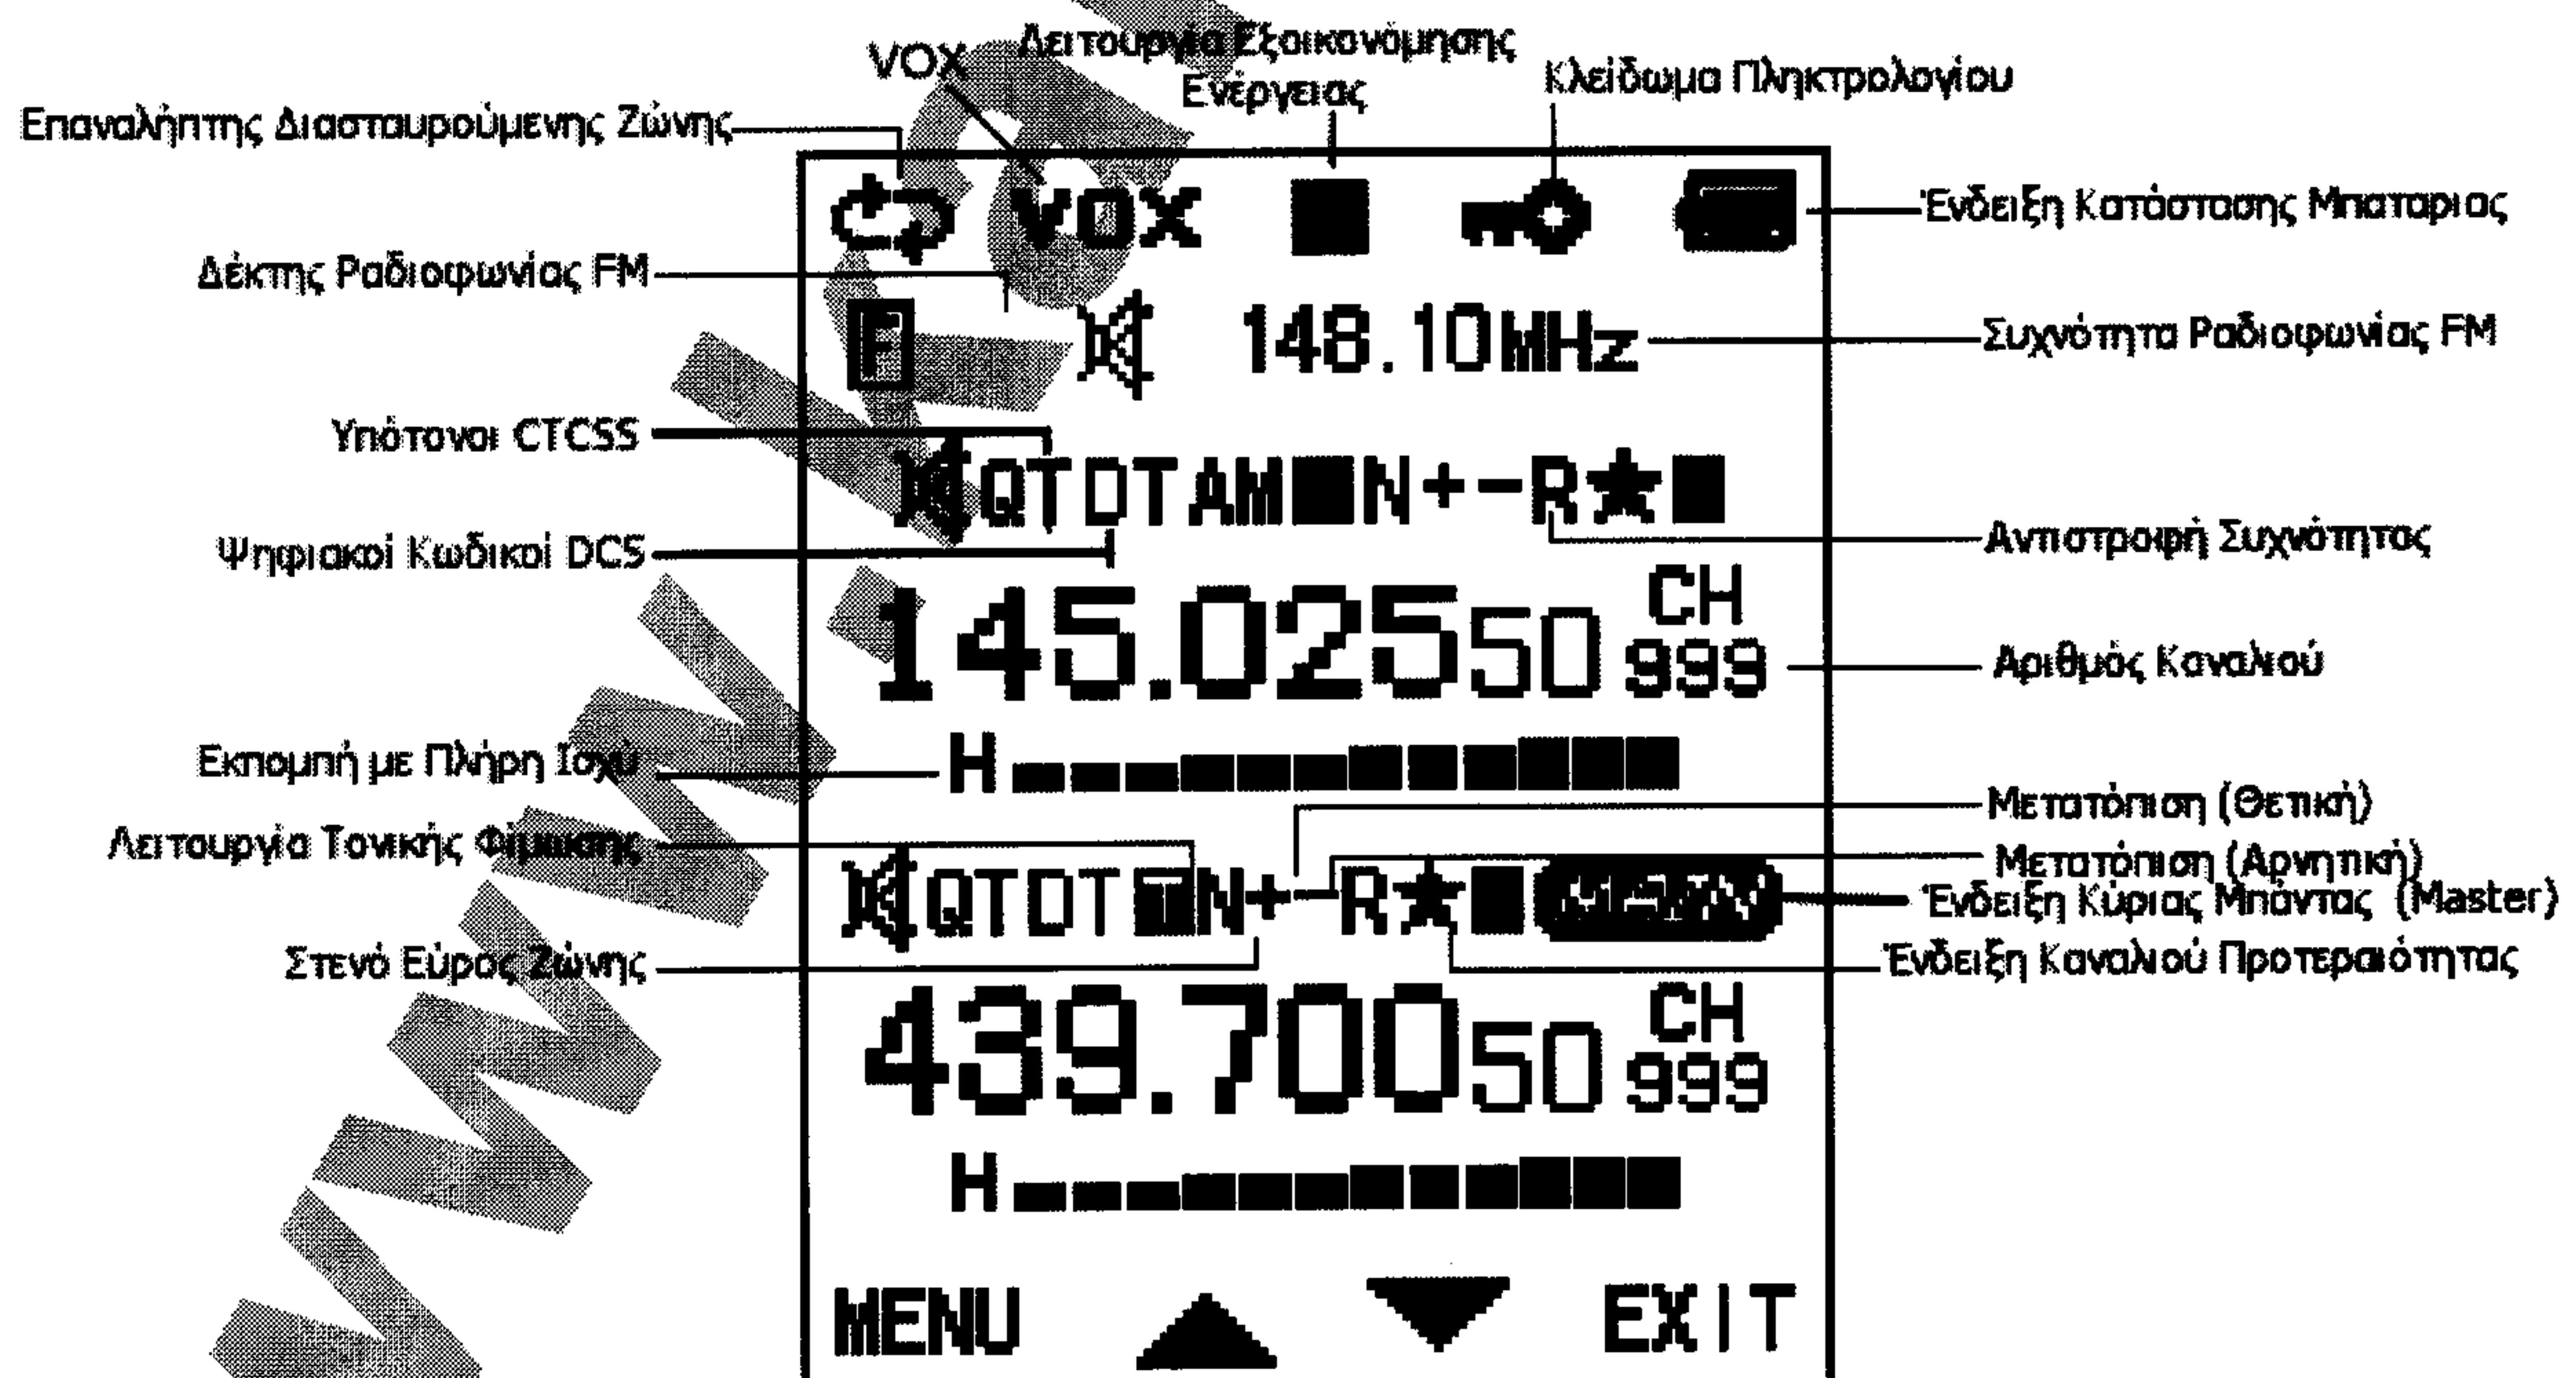 VOX
Λειτουργία Εξοικονόμησης
Ενέργειας
Κλείδωμα Πληκτρολογίου
Επαναλήπτης Διασταυρούμενης Ζώνης
VOX
Ένδειξη Κατάστασης Μπαταριας
Δέκτης Ραδιοφωνίας FM
F
148.10MHz
Συχνότητα Ραδιοφωνίας FM
Υπότονοι CTCSS
QTDTAM N+-R★
Ψηφιακοί Κωδικοί DCS
Αντιστροφή Συχνότητας
145.02550
CH
999
Αριθμός Καναλιού
Εκπομπή με Πλήρη Ισχύ
H
Μετατόπιση (Θετική)
Λειτουργία Τονικής Φίμωσης
Μετατόπιση (Αρνητική)
QTDT T N+-R★
Ένδειξη Κύριας Μπάντας (Master)
Στενό Εύρος Ζώνης
Ένδειξη Καναλιού Προτεραιότητας
439.70050
CH
999
H
MENU ▲ ▼ EXIT